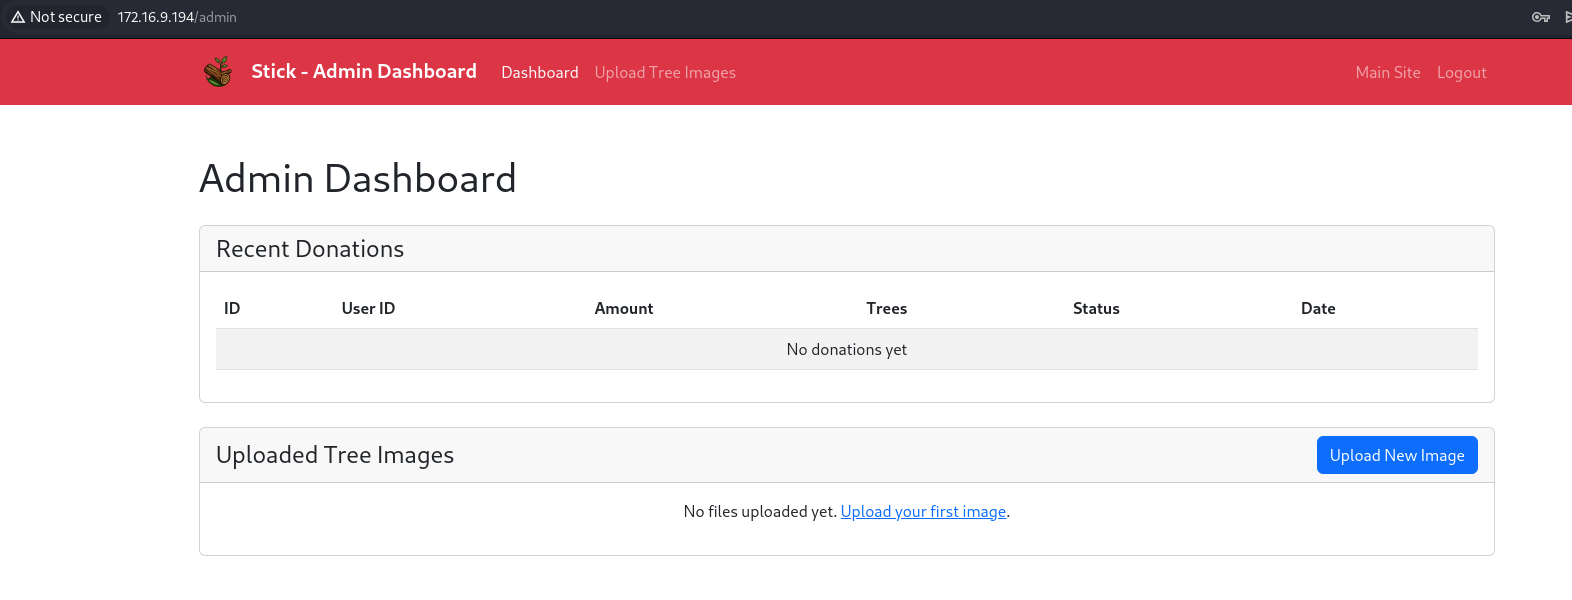 Not secure 172.16.9.194/admin
Stick - Admin Dashboard Dashboard Upload Tree Images Main Site Logout
Admin Dashboard
Recent Donations
ID User ID Amount Trees Status Date
No donations yet
Uploaded Tree Images Upload New Image
No files uploaded yet. Upload your first image.